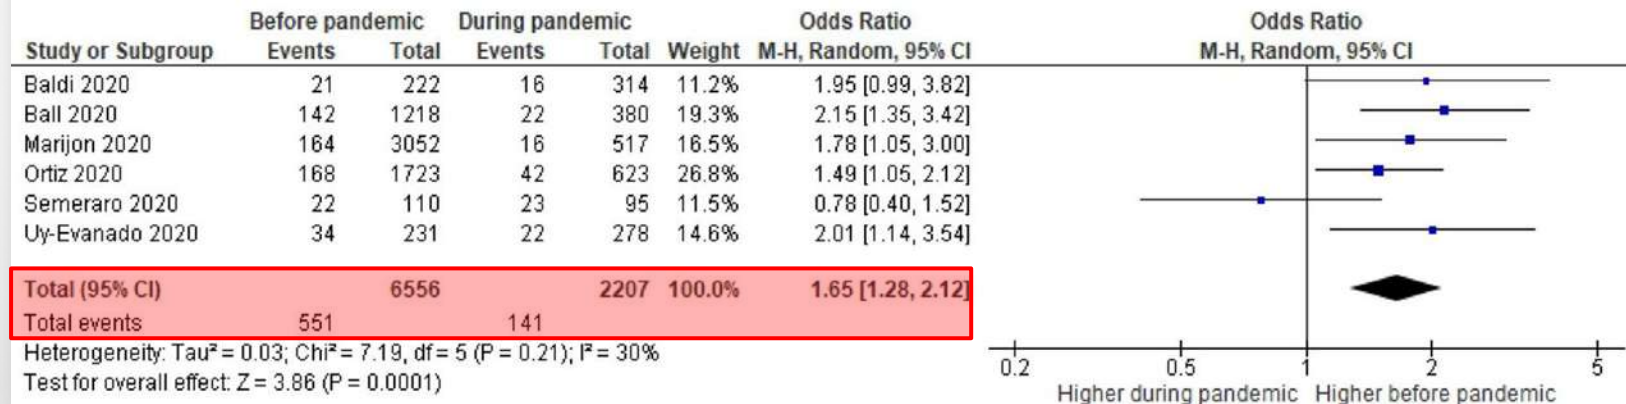 Before pandemic During pandemic Odds Ratio Odds Ratio
Study or Subgroup Events Total Events Total Weight M-H, Random, 95% CI M-H, Random, 95% CI
Baldi 2020 21 222 16 314 11.2% 1.95 [0.99, 3.82]
Ball 2020 142 1218 22 380 19.3% 2.15 [1.35, 3.42]
Marijon 2020 164 3052 16 517 16.5% 1.78 [1.05, 3.00]
Ortiz 2020 168 1723 42 623 26.8% 1.49 [1.05, 2.12]
Semeraro 2020 22 110 23 95 11.5% 0.78 [0.40, 1.52]
Uy-Evanado 2020 34 231 22 278 14.6% 2.01 [1.14, 3.54]
Total (95% CI) 6556 2207 100.0% 1.65 [1.28, 2.12]
Total events 551 141
Heterogeneity: Tau² = 0.03; Chi² = 7.19, df = 5 (P = 0.21); I² = 30%
Test for overall effect: Z = 3.86 (P = 0.0001)
0.2 0.5 1 2 5
Higher during pandemic Higher before pandemic